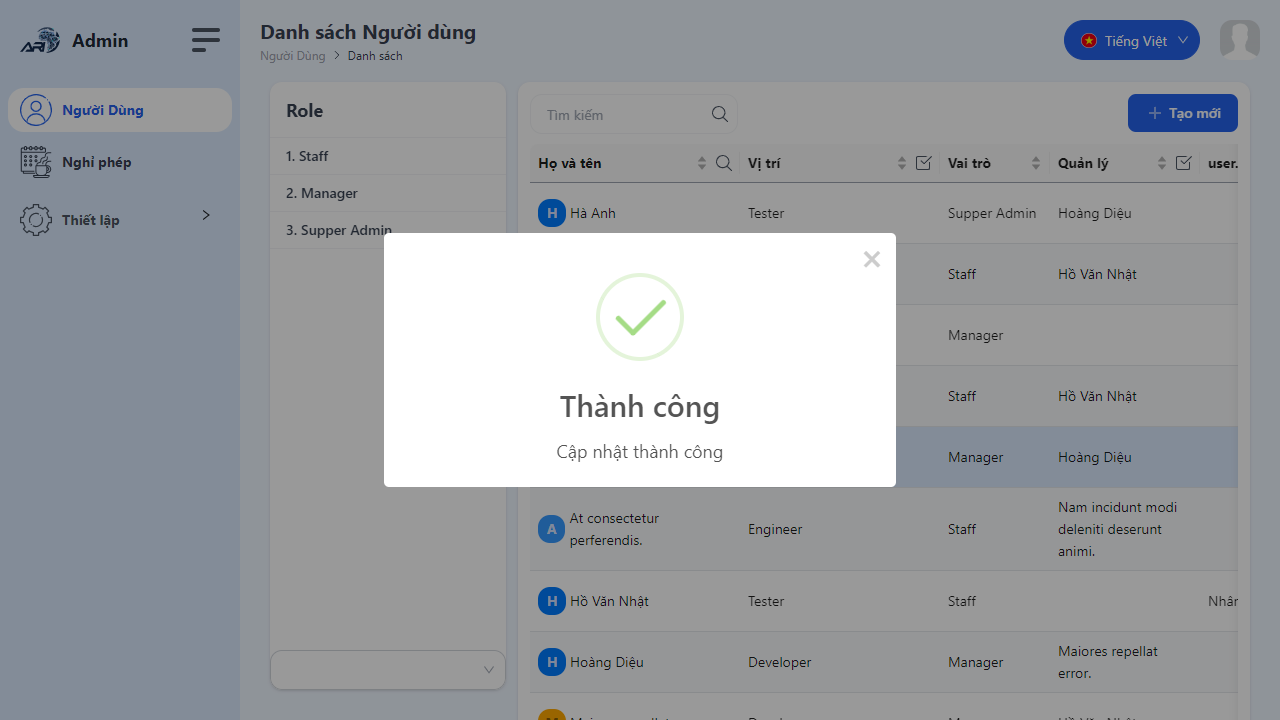 Admin
Người Dùng
Nghỉ phép
Thiết lập
Danh sách Người dùng
Người Dùng > Danh sách
Tiếng Việt
Role
1. Staff
2. Manager
3. Supper Admin
Tìm kiếm
Tạo mới
Họ và tên Vị trí Vai trò Quản lý user.
H Hà Anh Tester Supper Admin Hoàng Diệu
Staff Hồ Văn Nhật
Manager
Staff Hồ Văn Nhật
Manager Hoàng Diệu
Thành công
Cập nhật thành công
A At consectetur perferendis. Engineer Staff Nam incidunt modi
deleniti deserunt
animi.
H Hồ Văn Nhật Tester Staff
H Hoàng Diệu Developer Manager Maiores repellat
error.